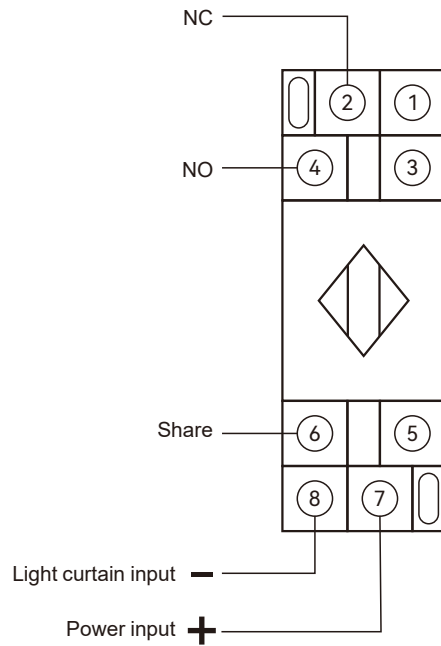 NC
2 1
NO
4 3
Share
6 5
8 7
Light curtain input −
Power input +